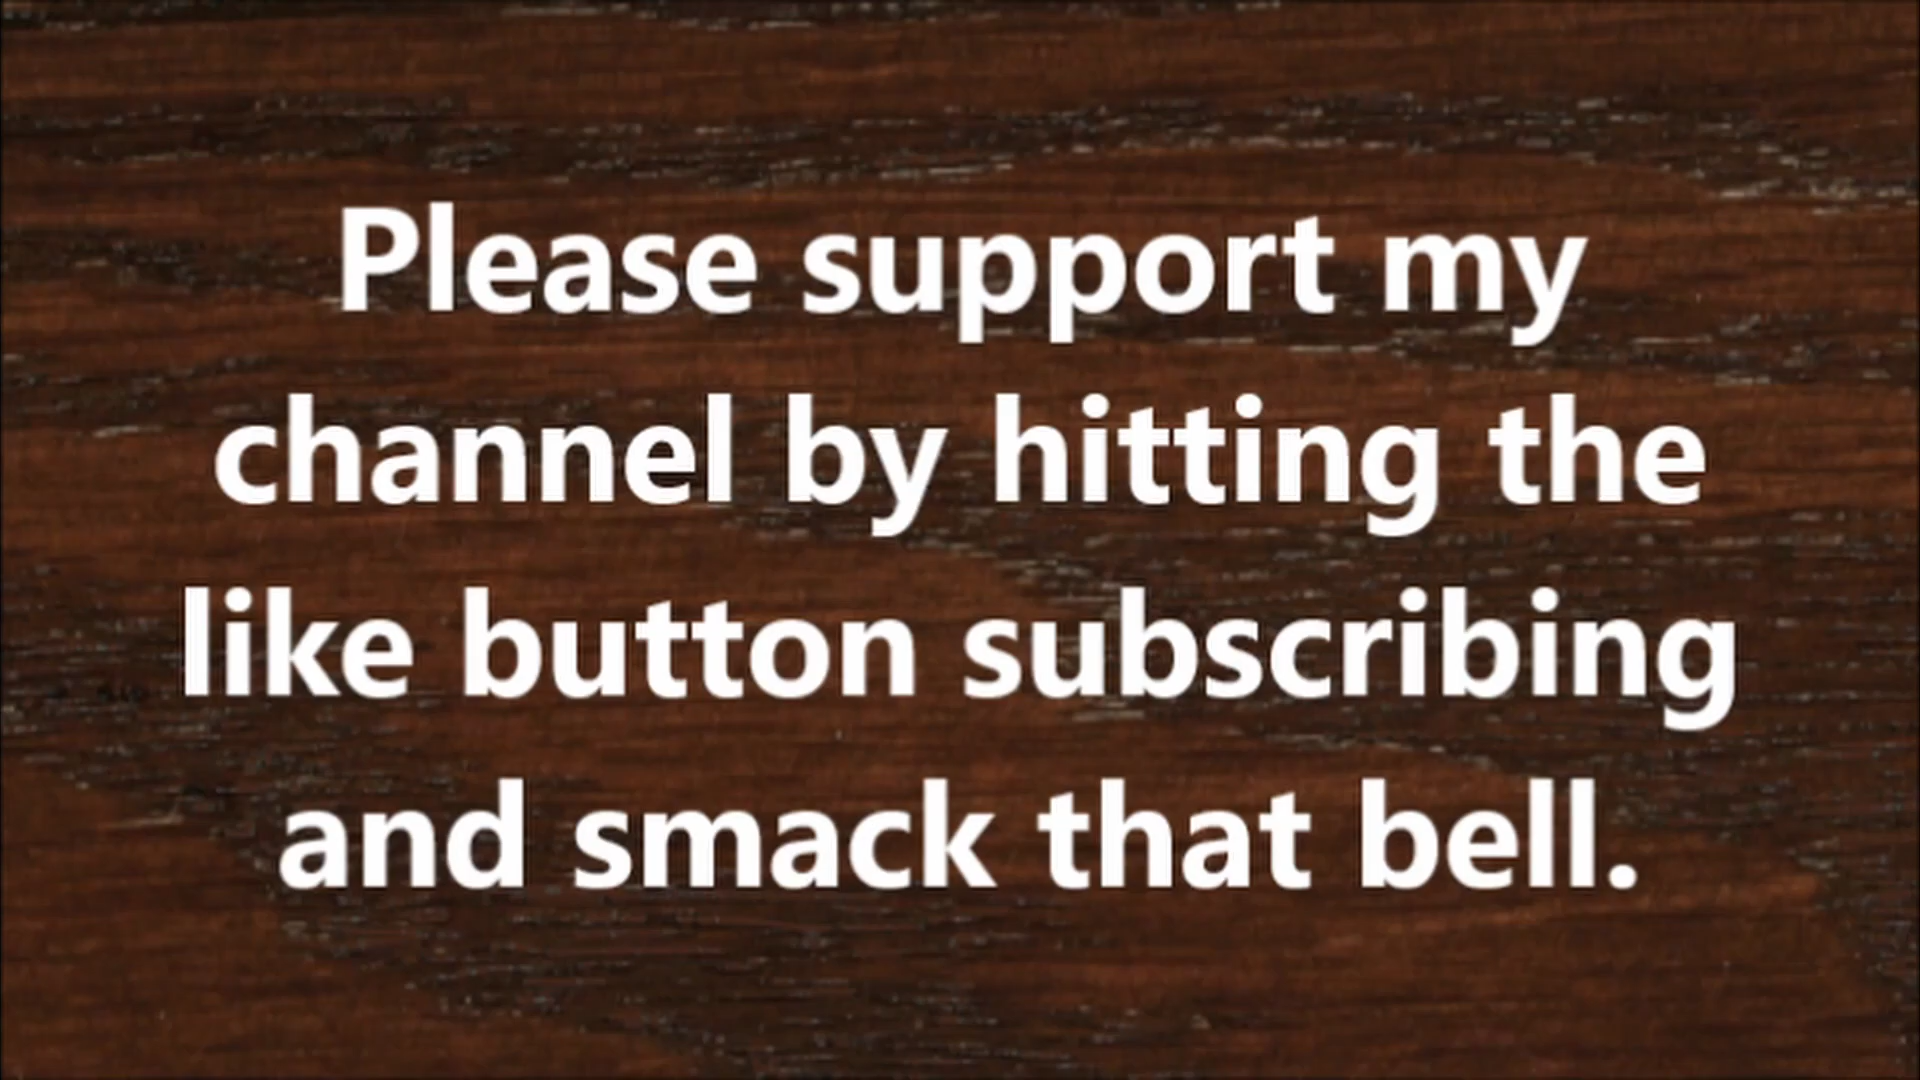 Please support my
channel by hitting the
like button subscribing
and smack that bell.